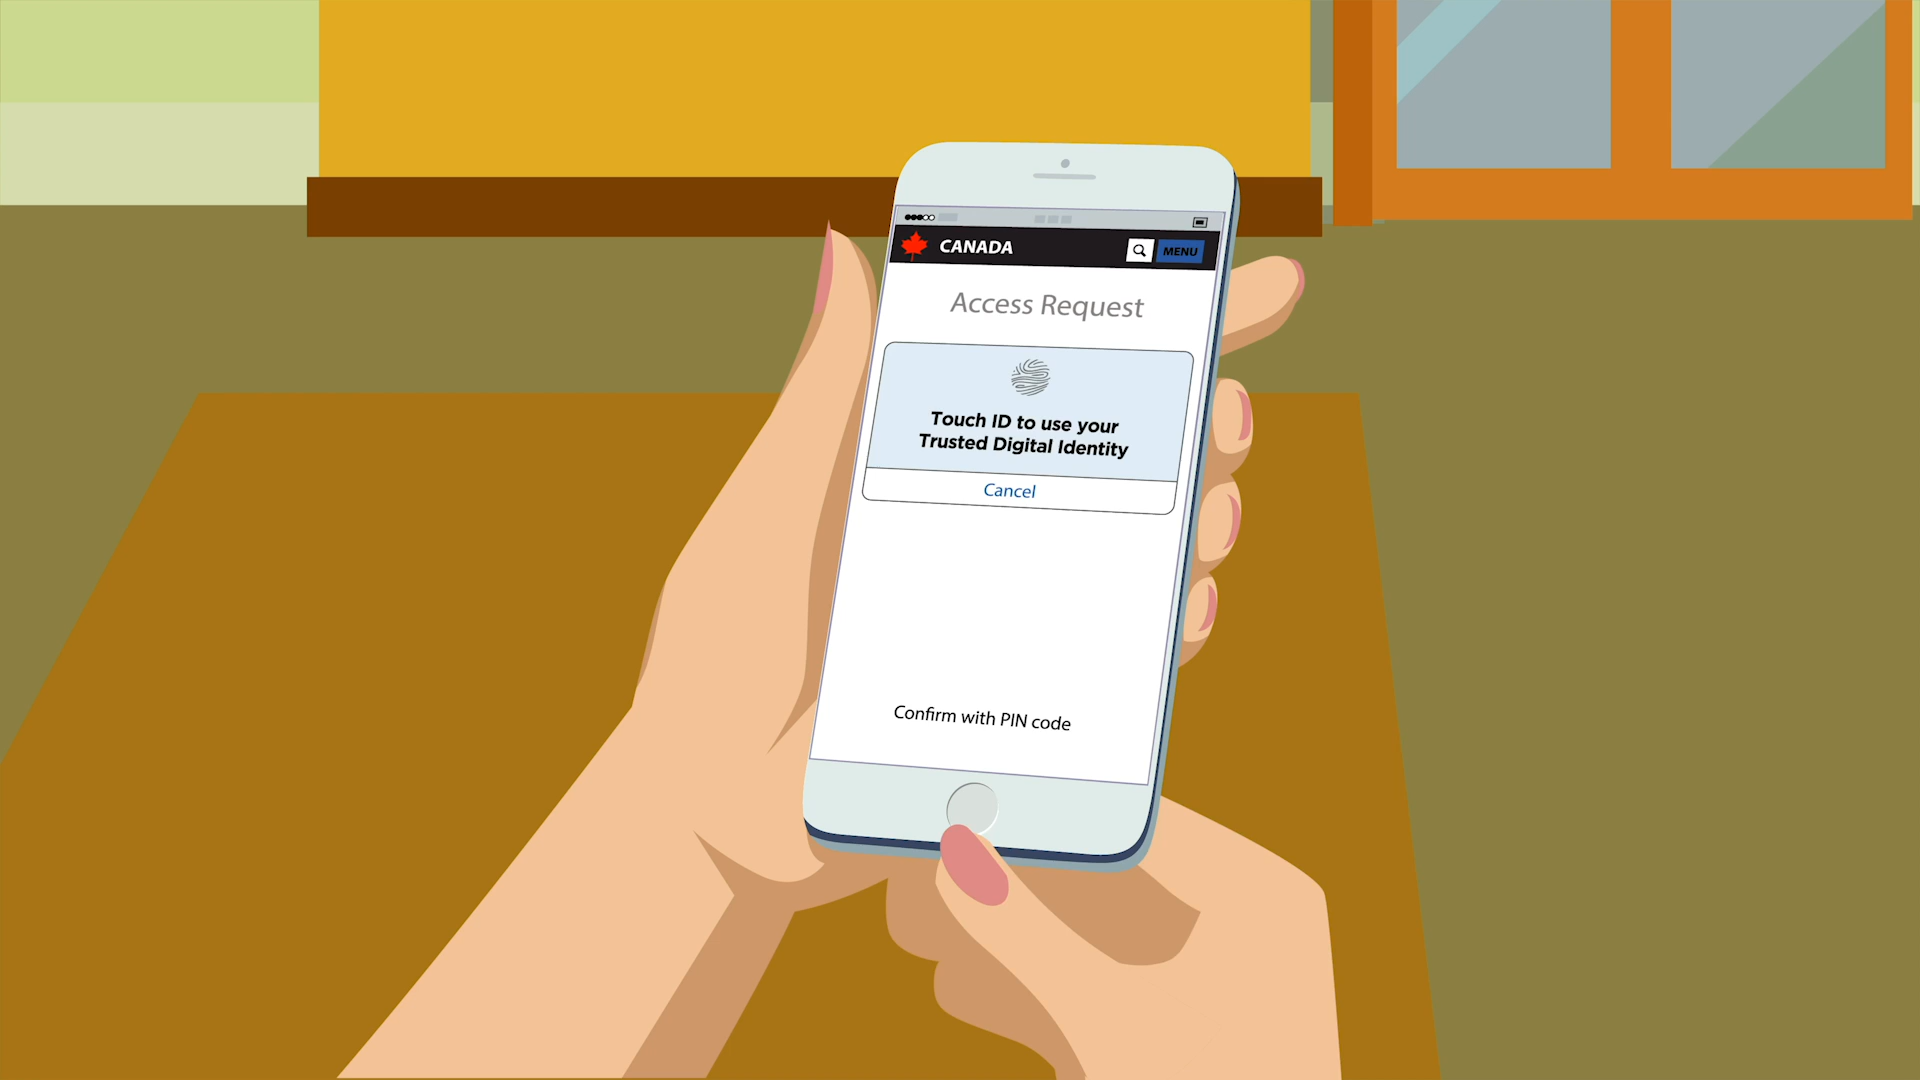 CANADA
MENU
Access Request
Touch ID to use your
Trusted Digital Identity
Cancel
Confirm with PIN code